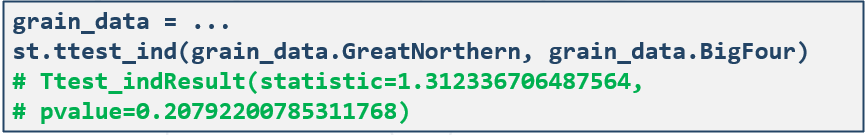 grain_data = ...
st.ttest_ind(grain_data.GreatNorthern, grain_data.BigFour)
# Ttest_indResult(statistic=1.312336706487564,
# pvalue=0.20792200785311768)